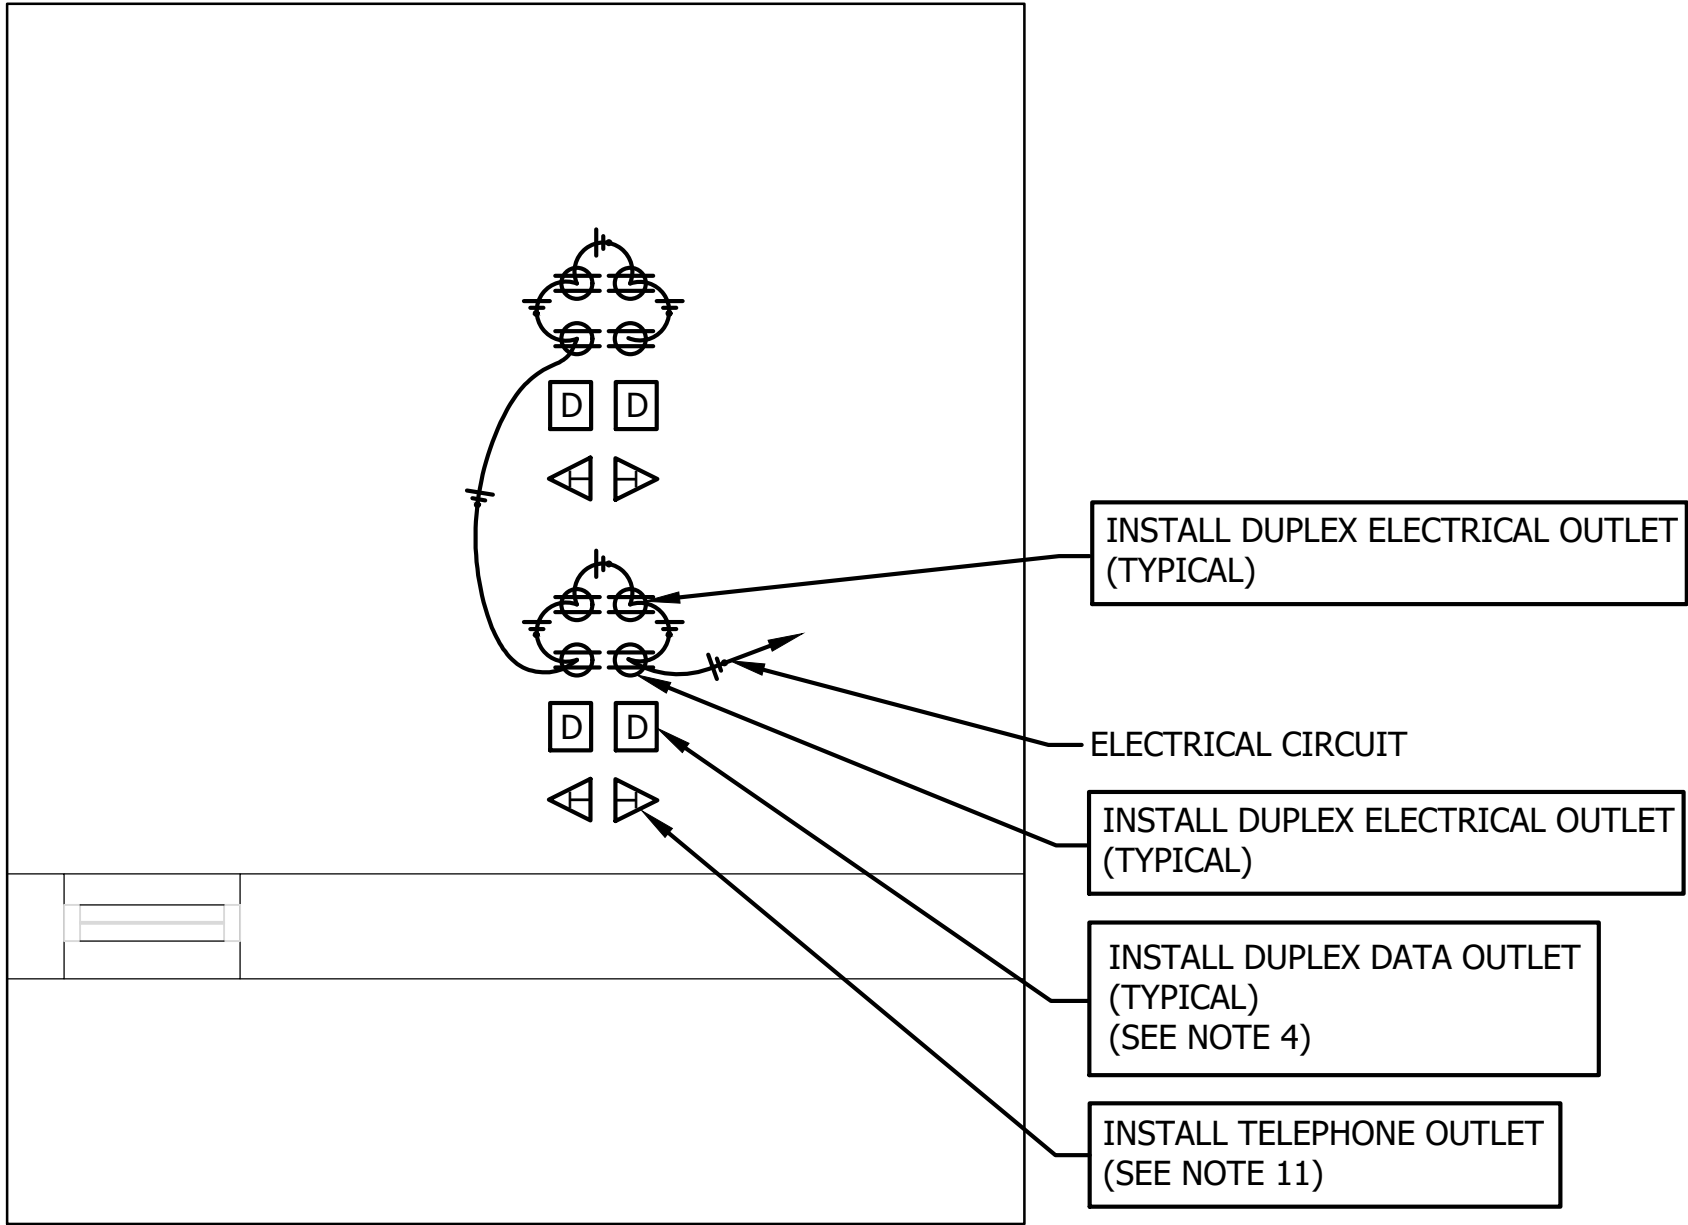 D D
INSTALL DUPLEX ELECTRICAL OUTLET
(TYPICAL)
D D
ELECTRICAL CIRCUIT
INSTALL DUPLEX ELECTRICAL OUTLET
(TYPICAL)
INSTALL DUPLEX DATA OUTLET
(TYPICAL)
(SEE NOTE 4)
INSTALL TELEPHONE OUTLET
(SEE NOTE 11)